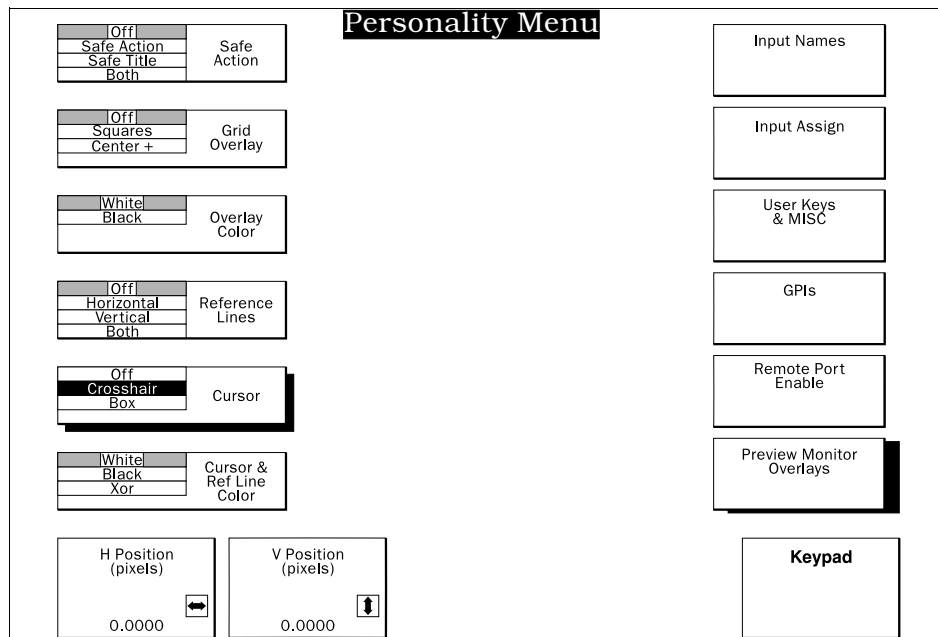 Personality Menu
Off
Safe Action
Safe Title
Both
Safe
Action
Off
Squares
Center +
Grid
Overlay
White
Black
Overlay
Color
Off
Horizontal
Vertical
Both
Reference
Lines
Off
Crosshair
Box
Cursor
White
Black
Xor
Cursor &
Ref Line
Color
H Position
(pixels)
0.0000
V Position
(pixels)
0.0000
Input Names
Input Assign
User Keys
& MISC
GPIs
Remote Port
Enable
Preview Monitor
Overlays
Keypad